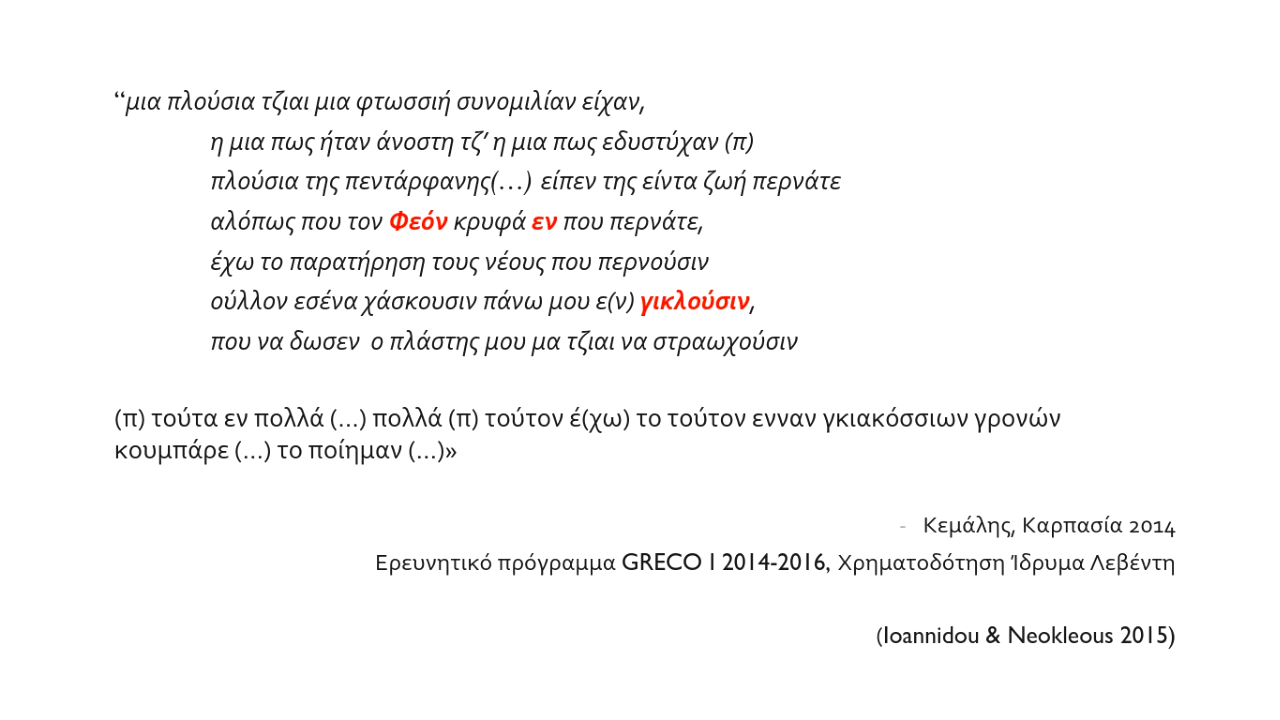 “μια πλούσια τζιαι μια φτωσσιή συνομιλίαν είχαν,
η μια πως ήταν άνοστη τζ’ η μια πως εδυστύχαν (π)
πλούσια της πεντάρφανης(…) είπεν της είντα ζωή περνάτε
αλόπως που τον Φεόν κρυφά εν που περνάτε,
έχω το παρατήρηση τους νέους που περνούσιν
ούλλον εσένα χάσκουσιν πάνω μου ε(ν) γικλούσιν,
που να δωσεν ο πλάστης μου μα τζιαι να στραωχούσιν
(π) τούτα εν πολλά (…) πολλά (π) τούτον έ(χω) το τούτον ενναν γκιακόσσιων γρονών
κουμπάρε (…) το ποίημαν (…)»
- Κεμάλης, Καρπασία 2014
Ερευνητικό πρόγραμμα GRECO I 2014-2016, Χρηματοδότηση Ίδρυμα Λεβέντη
(Ioannidou & Neokleous 2015)